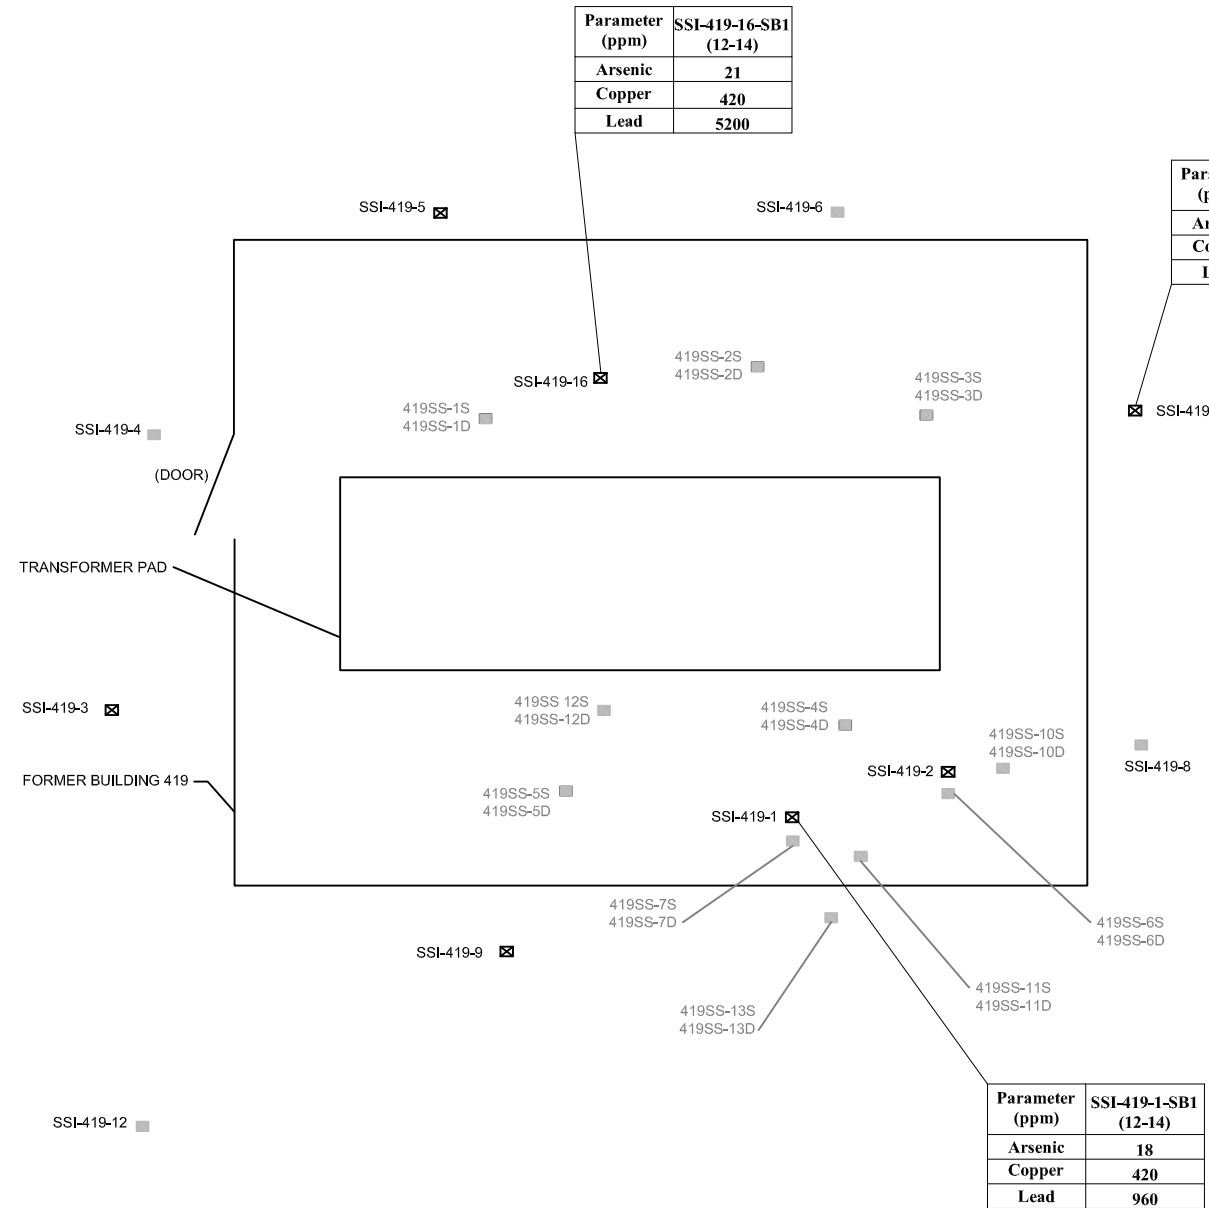 Parameter SSI-419-16-SB1
(ppm) (12-14)
Arsenic 21
Copper 420
Lead 5200
SSI-419-5
SSI-419-6
419SS-2S
419SS-2D
SSI-419-16
419SS-3S
419SS-3D
419SS-1S
419SS-1D
SSI-419
SSI-419-4
(DOOR)
TRANSFORMER PAD
SSI-419-3
419SS 12S
419SS-12D
419SS-4S
419SS-4D
419SS-10S
419SS-10D
SSI-419-2
SSI-419-8
FORMER BUILDING 419
419SS-5S
419SS-5D
SSI-419-1
419SS-7S
419SS-7D
419SS-6S
419SS-6D
SSI-419-9
419SS-11S
419SS-11D
419SS-13S
419SS-13D
SSI-419-12
Parameter SSI-419-1-SB1
(ppm) (12-14)
Arsenic 18
Copper 420
Lead 960